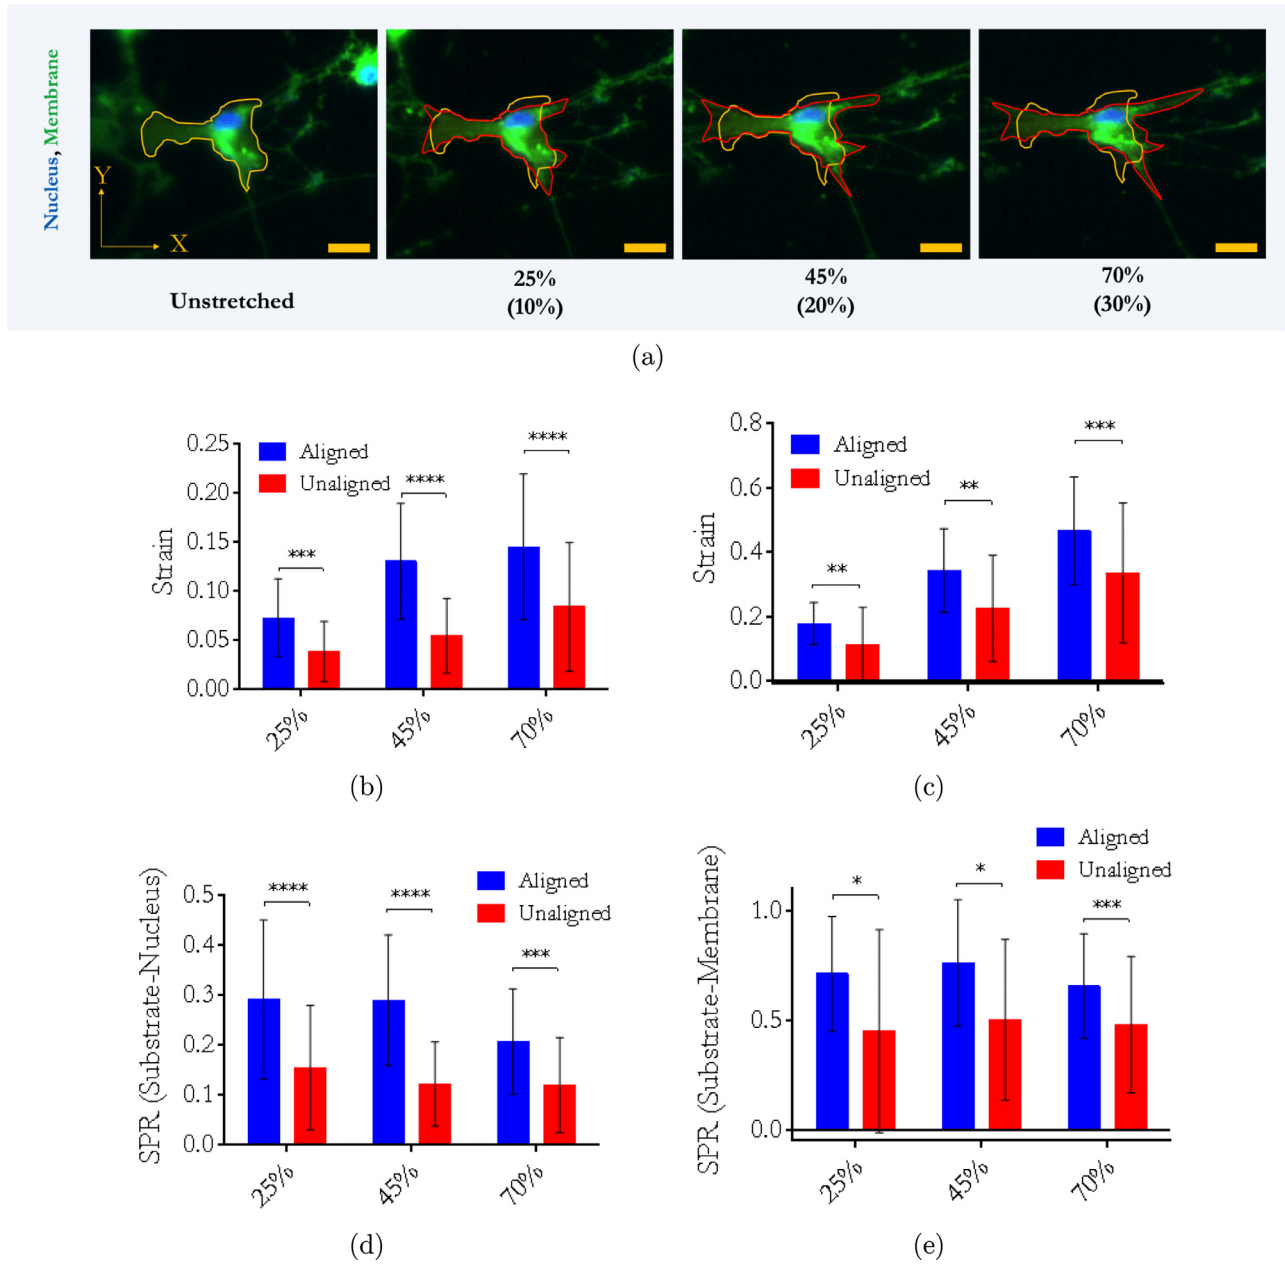 Nucleus, Membrane
Y
X
Unstretched
25%
(10%)
45%
(20%)
70%
(30%)
(a)
Strain
0.25
0.20
0.15
0.10
0.05
0.00
Aligned
Unaligned
***
****
****
25%
45%
70%
(b)
Strain
0.8
0.6
0.4
0.2
0.0
Aligned
Unaligned
**
**
***
25%
45%
70%
(c)
SPR (Substrate-Nucleus)
0.5
0.4
0.3
0.2
0.1
0.0
Aligned
Unaligned
****
****
***
25%
45%
70%
(d)
SPR (Substrate-Membrane)
1.0
0.5
0.0
Aligned
Unaligned
*
*
***
25%
45%
70%
(e)